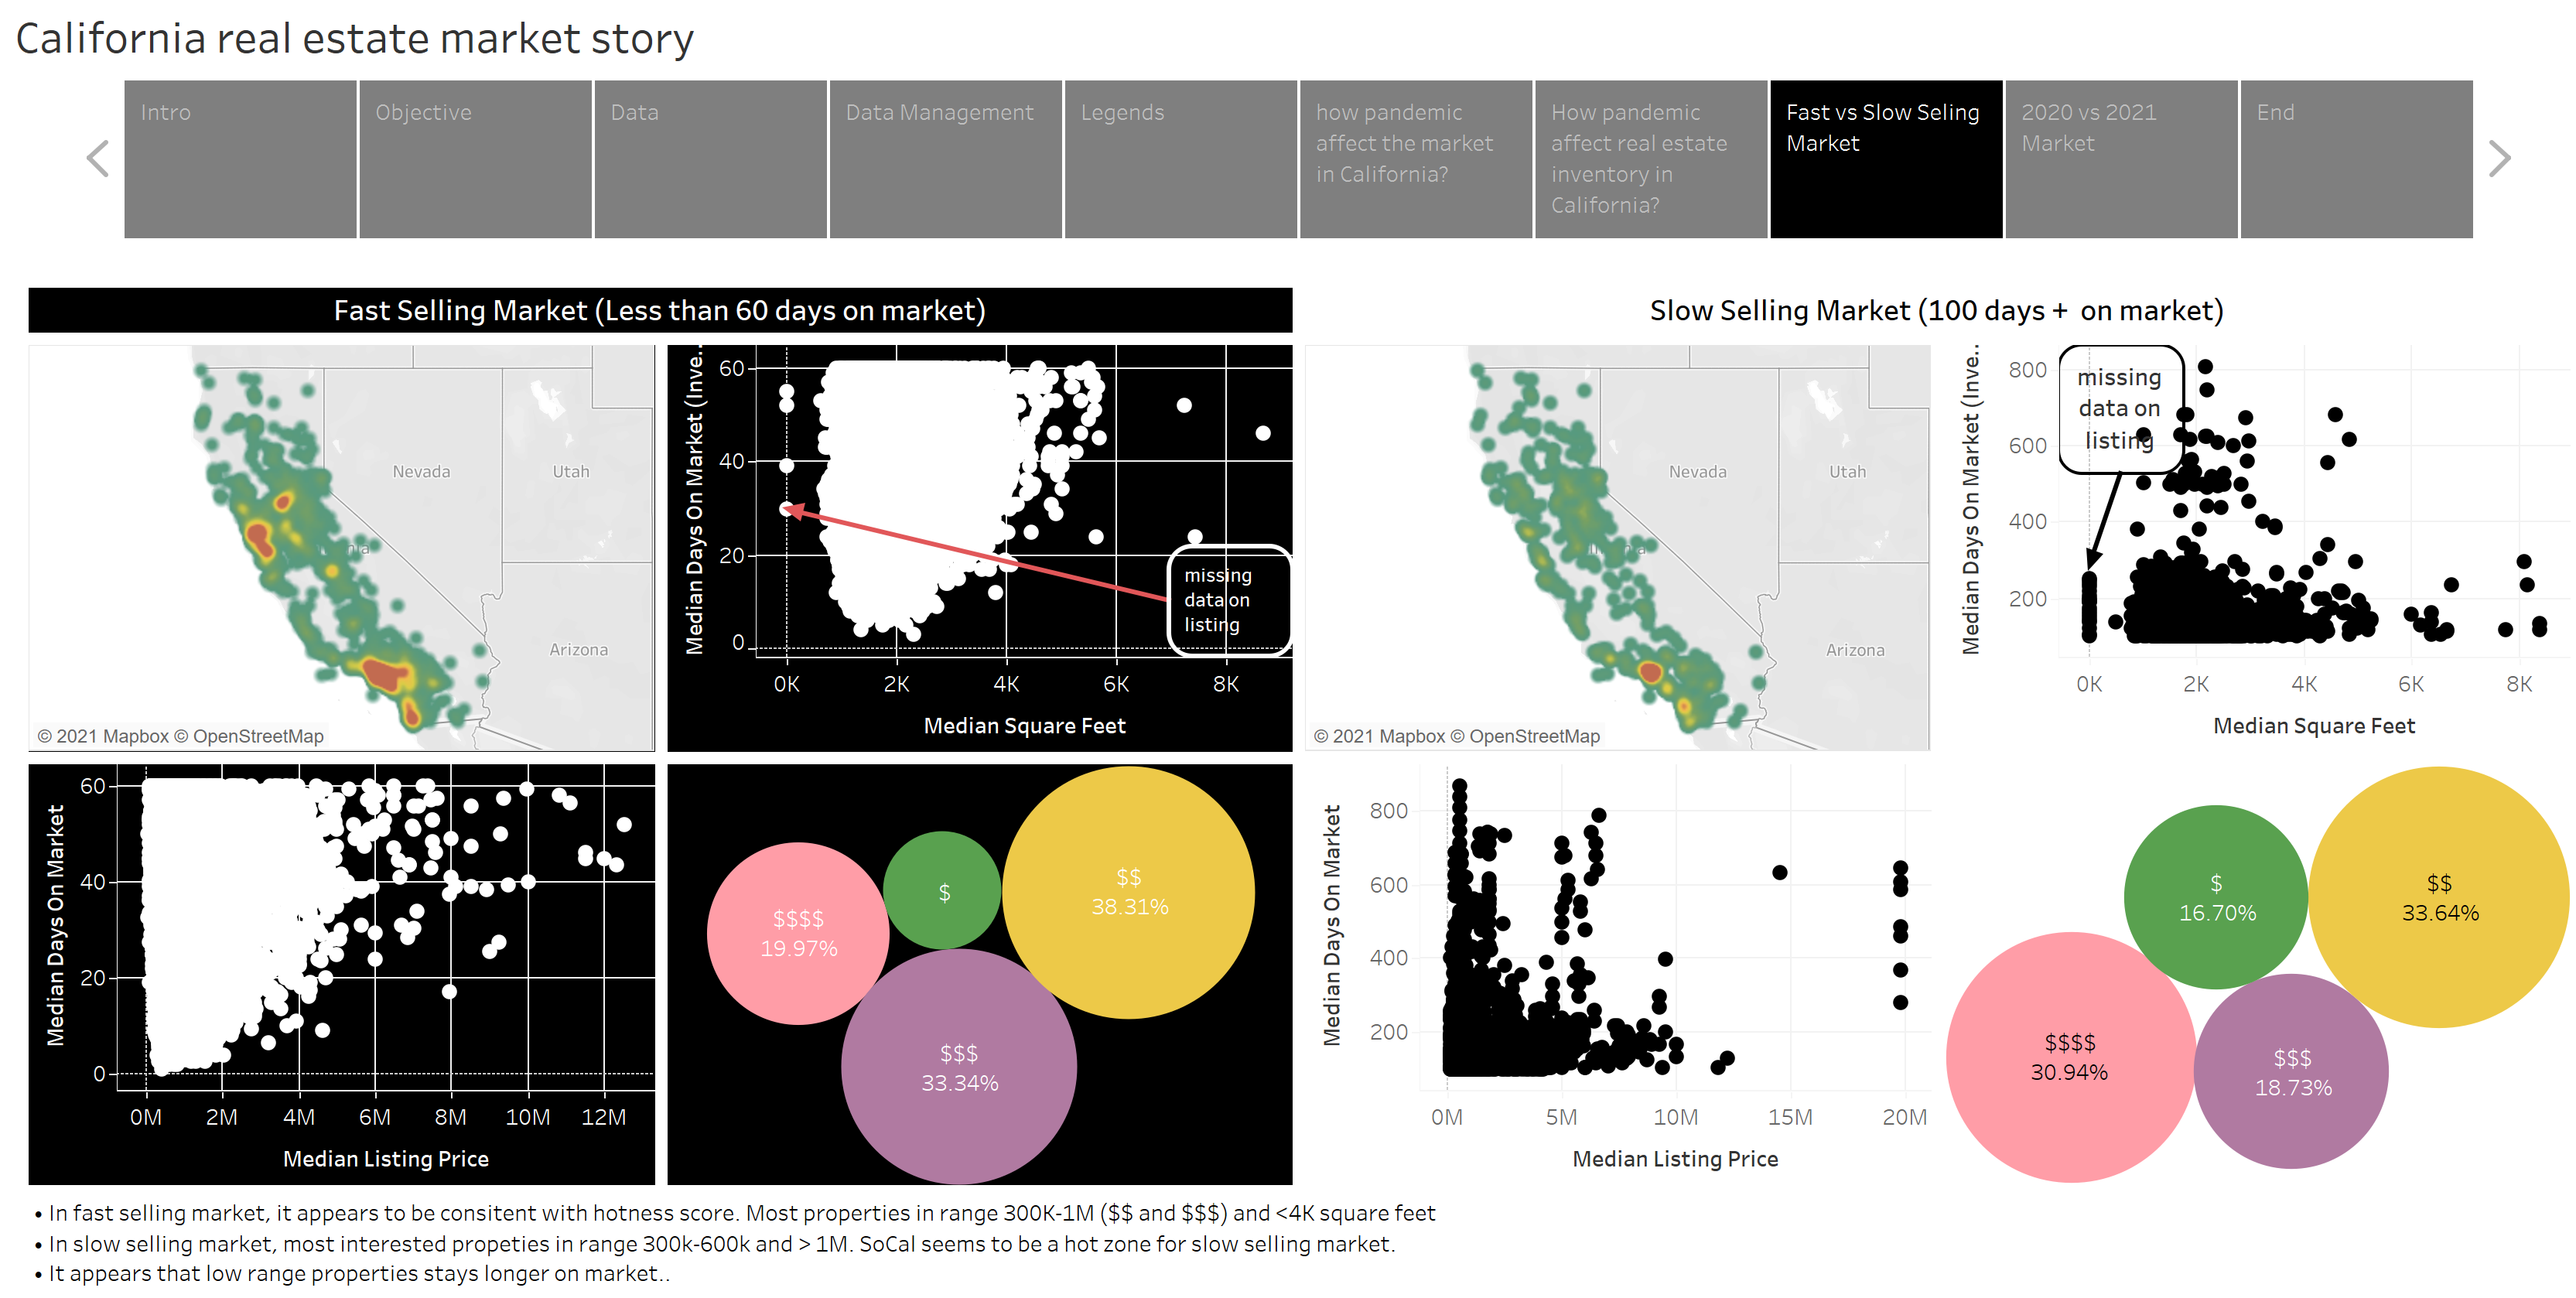 California real estate market story
Intro
Objective
Data
Data Management
Legends
how pandemic
affect the market
in California?
How pandemic
affect real estate
inventory in
California?
Fast vs Slow Seling
Market
2020 vs 2021
Market
End
Fast Selling Market (Less than 60 days on market)
Slow Selling Market (100 days + on market)
Nevada
Utah
Arizona
© 2021 Mapbox © OpenStreetMap
Median Days On Market (Inve..
60
40
20
0
0K
2K
4K
6K
8K
Median Square Feet
missing
data on
listing
Nevada
Utah
Arizona
© 2021 Mapbox © OpenStreetMap
Median Days On Market (Inve..
800
600
400
200
0K
2K
4K
6K
8K
Median Square Feet
missing
data on
listing
Median Days On Market
60
40
20
0
0M
2M
4M
6M
8M
10M
12M
Median Listing Price
$$$$
19.97%
$
$$
38.31%
$$$
33.34%
Median Days On Market
800
600
400
200
0M
5M
10M
15M
20M
Median Listing Price
$
16.70%
$$
33.64%
$$$$
30.94%
$$$
18.73%
• In fast selling market, it appears to be consitent with hotness score. Most properties in range 300K-1M ($$ and $$$) and <4K square feet
• In slow selling market, most interested propeties in range 300k-600k and > 1M. SoCal seems to be a hot zone for slow selling market.
• It appears that low range properties stays longer on market..